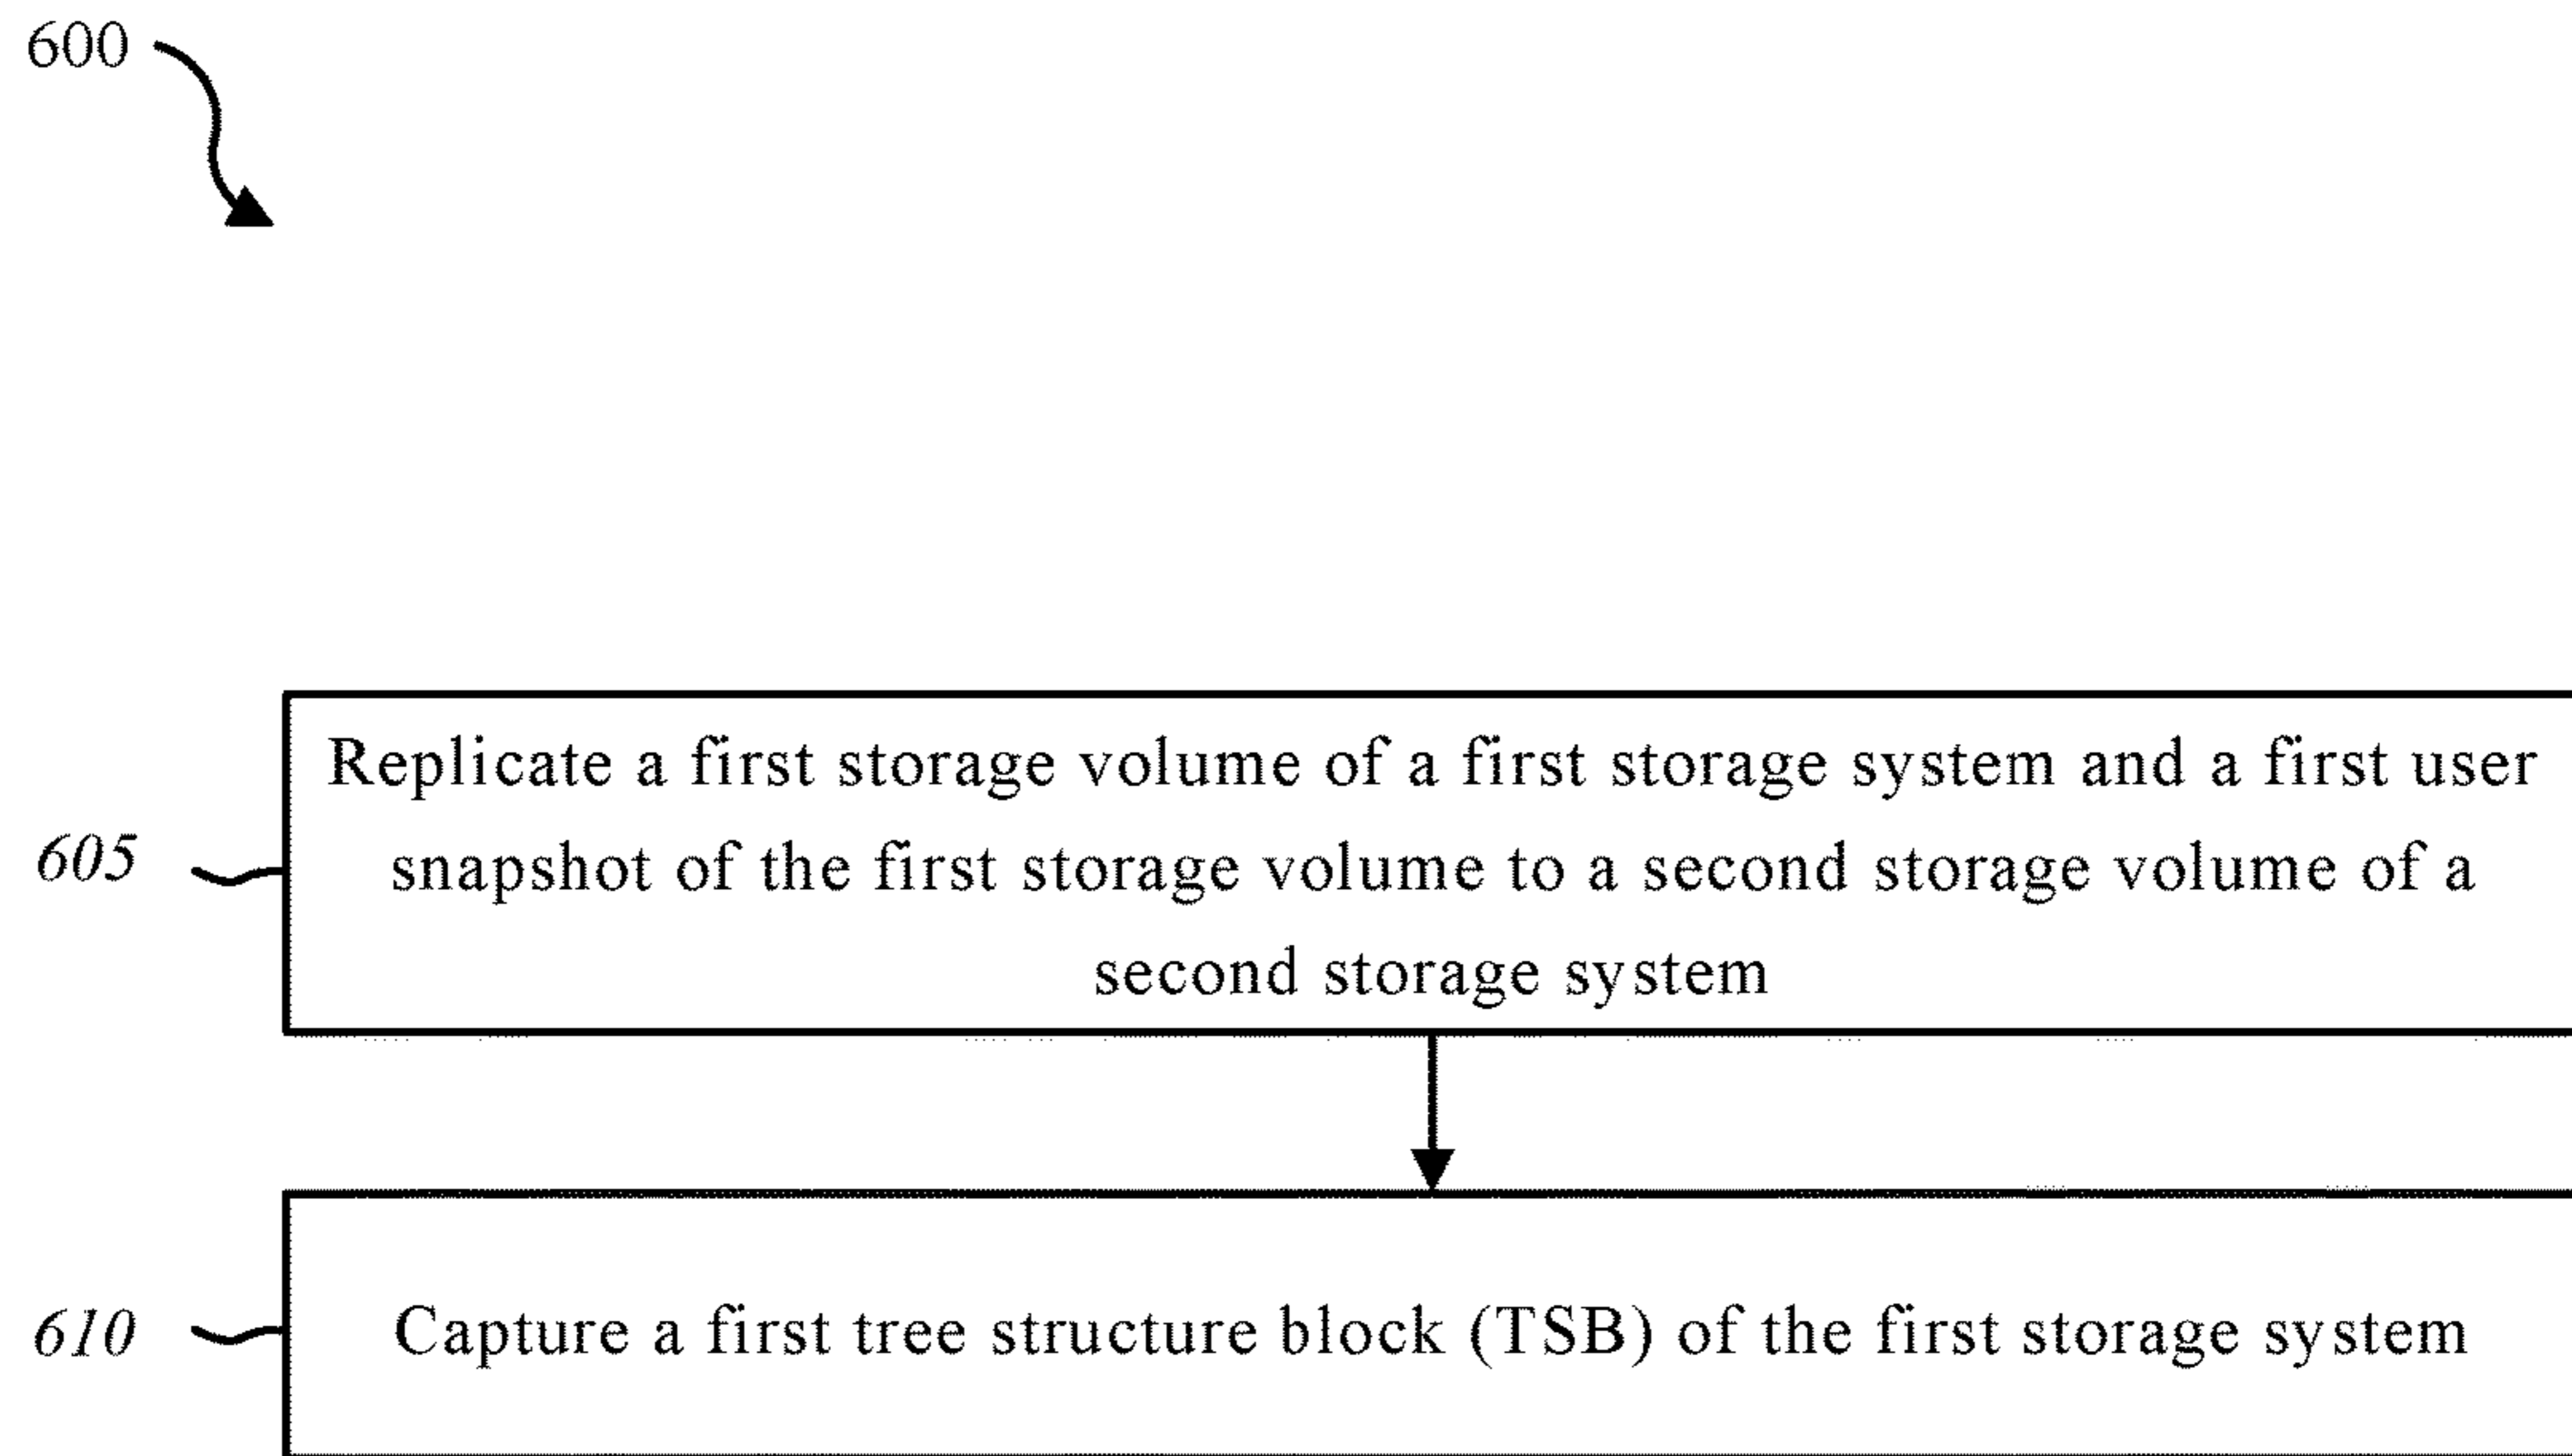 600
Replicate a first storage volume of a first storage system and a first user
605
snapshot of the first storage volume to a second storage volume of a
second storage system
610
Capture a first tree structure block (TSB) of the first storage system